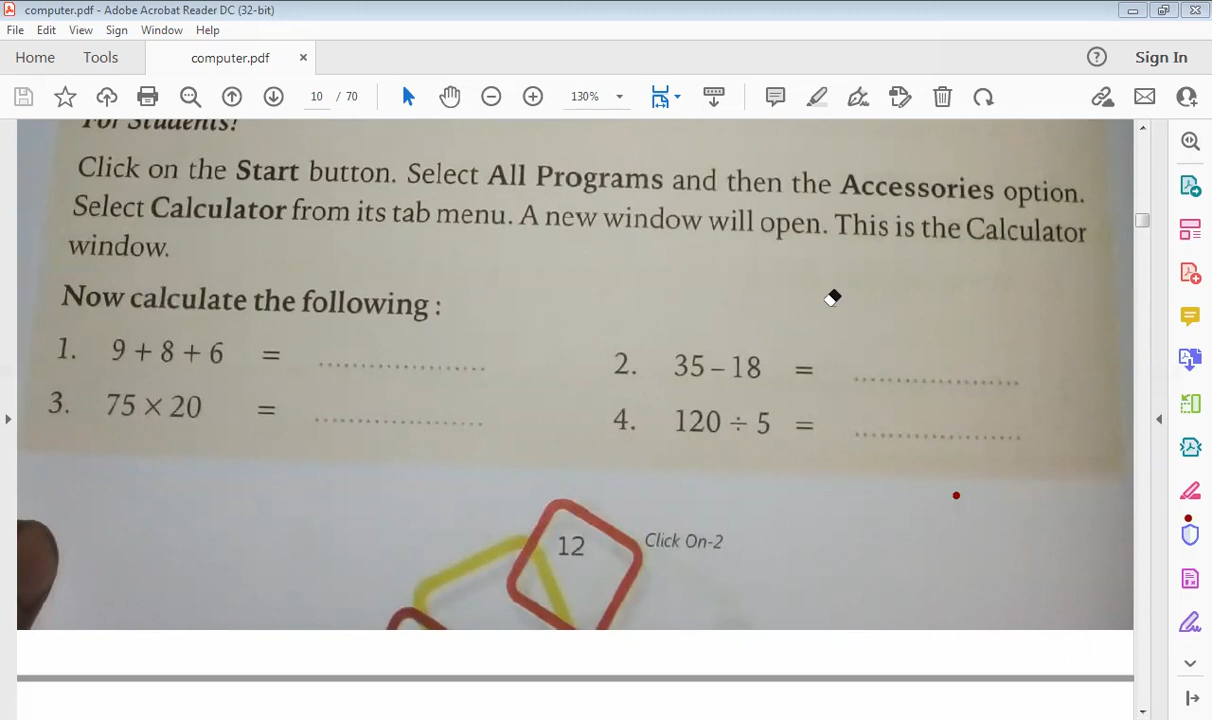 computer.pdf - Adobe Acrobat Reader DC (32-bit)
File Edit View Sign Window Help
Home Tools computer.pdf ×
? Sign In
10 / 70 130%
For Students!
Click on the Start button. Select All Programs and then the Accessories option.
Select Calculator from its tab menu. A new window will open. This is the Calculator
window.
Now calculate the following :
1. 9 + 8 + 6 = ....................
2. 35 – 18 = ....................
3. 75 × 20 = ....................
4. 120 ÷ 5 = ....................
12 Click On-2